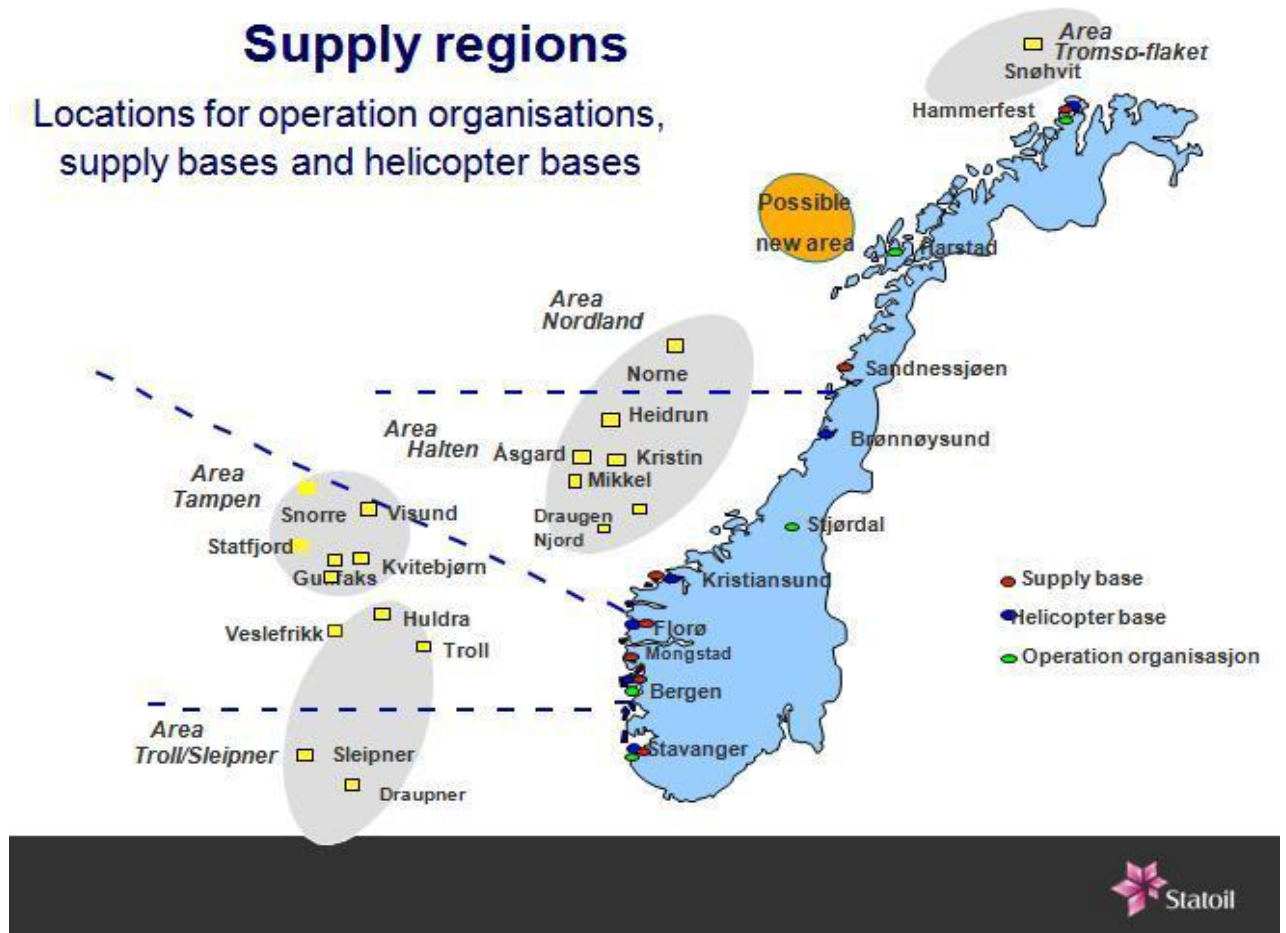 Supply regions
Locations for operation organisations,
supply bases and helicopter bases
Area
Tromsø-flaket
Snøhvit
Hammerfest
Possible
new area
Harstad
Area
Nordland
Norne
Sandnessjøen
Heidrun
Area
Halten
Brønnøysund
Åsgard
Kristin
Mikkel
Area
Tampen
Snorre
Visund
Draugen
Njord
Stjørdal
Statfjord
Gullfaks
Kvitebjørn
Kristiansund
Supply base
Helicopter base
Operation organisasjon
Huldra
Veslefrikk
Troll
Florø
Mongstad
Bergen
Area
Troll/Sleipner
Sleipner
Stavanger
Draupner
Statoil